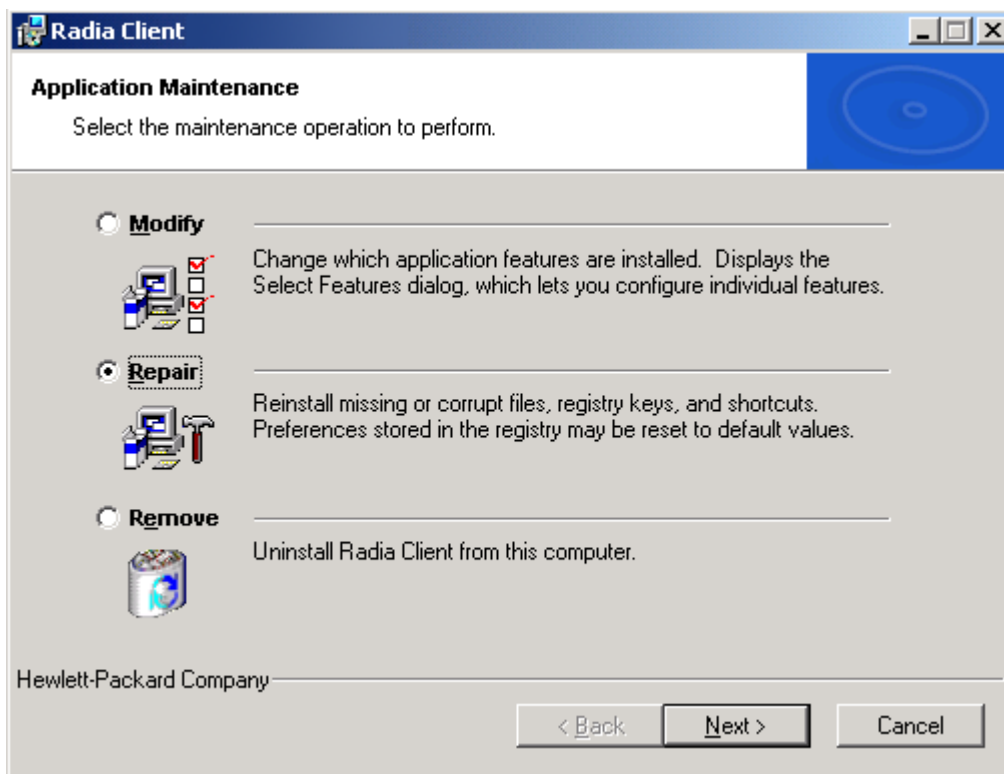 Radia Client
Application Maintenance
Select the maintenance operation to perform.
Modify
Change which application features are installed.  Displays the
Select Features dialog, which lets you configure individual features.
Repair
Reinstall missing or corrupt files, registry keys, and shortcuts.
Preferences stored in the registry may be reset to default values.
Remove
Uninstall Radia Client from this computer.
Hewlett-Packard Company
< Back
Next >
Cancel